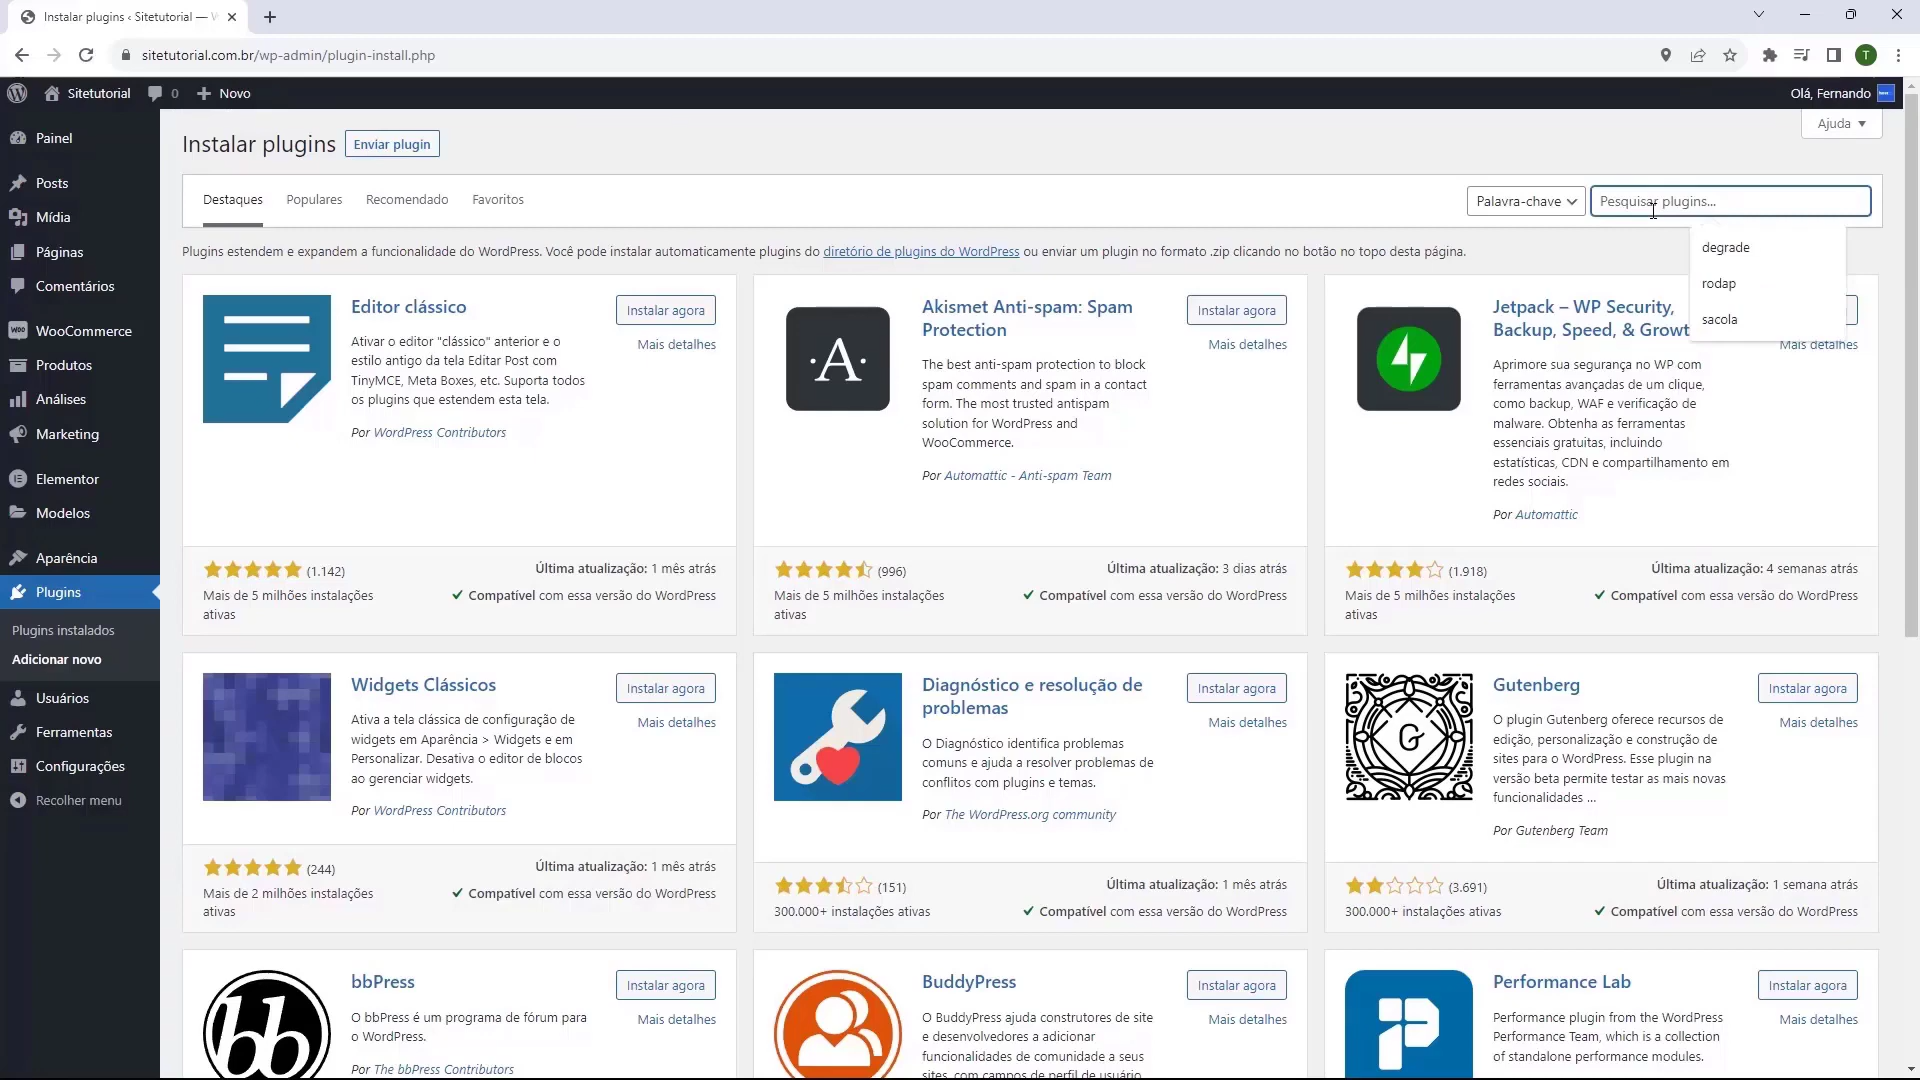 Instalar plugins ‹ Sitetutorial —
sitetutorial.com.br/wp-admin/plugin-install.php
T
Sitetutorial
0
Novo
Olá, Fernando
Ajuda
Painel
Posts
Mídia
Páginas
Comentários
WooCommerce
Produtos
Análises
Marketing
Elementor
Modelos
Aparência
Plugins
Plugins instalados
Adicionar novo
Usuários
Ferramentas
Configurações
Recolher menu
Instalar plugins
Enviar plugin
Destaques
Populares
Recomendado
Favoritos
Palavra-chave
Pesquisar plugins...
degrade
rodap
sacola
Plugins estendem e expandem a funcionalidade do WordPress. Você pode instalar automaticamente plugins do diretório de plugins do WordPress ou enviar um plugin no formato .zip clicando no botão no topo desta página.
Editor clássico
Instalar agora
Mais detalhes
Ativar o editor "clássico" anterior e o
estilo antigo da tela Editar Post com
TinyMCE, Meta Boxes, etc. Suporta todos
os plugins que estendem esta tela.
Por WordPress Contributors
(1.142)
Mais de 5 milhões instalações
ativas
Última atualização: 1 mês atrás
Compatível com essa versão do WordPress
Akismet Anti-spam: Spam
Protection
Instalar agora
Mais detalhes
The best anti-spam protection to block
spam comments and spam in a contact
form. The most trusted antispam
solution for WordPress and
WooCommerce.
Por Automattic - Anti-spam Team
(996)
Mais de 5 milhões instalações
ativas
Última atualização: 3 dias atrás
Compatível com essa versão do WordPress
Jetpack – WP Security,
Backup, Speed, & Growt
Mais detalhes
Aprimore sua segurança no WP com
ferramentas avançadas de um clique,
como backup, WAF e verificação de
malware. Obtenha as ferramentas
essenciais gratuitas, incluindo
estatísticas, CDN e compartilhamento em
redes sociais.
Por Automattic
(1.918)
Mais de 5 milhões instalações
ativas
Última atualização: 4 semanas atrás
Compatível com essa versão do WordPress
Widgets Clássicos
Instalar agora
Mais detalhes
Ativa a tela clássica de configuração de
widgets em Aparência > Widgets e em
Personalizar. Desativa o editor de blocos
ao gerenciar widgets.
Por WordPress Contributors
(244)
Mais de 2 milhões instalações
ativas
Última atualização: 1 mês atrás
Compatível com essa versão do WordPress
Diagnóstico e resolução de
problemas
Instalar agora
Mais detalhes
O Diagnóstico identifica problemas
comuns e ajuda a resolver problemas de
conflitos com plugins e temas.
Por The WordPress.org community
(151)
300.000+ instalações ativas
Última atualização: 1 mês atrás
Compatível com essa versão do WordPress
Gutenberg
Instalar agora
Mais detalhes
O plugin Gutenberg oferece recursos de
edição, personalização e construção de
sites para o WordPress. Esse plugin na
versão beta permite testar as mais novas
funcionalidades ...
Por Gutenberg Team
(3.691)
300.000+ instalações ativas
Última atualização: 1 semana atrás
Compatível com essa versão do WordPress
bbPress
Instalar agora
Mais detalhes
O bbPress é um programa de fórum para
o WordPress.
Por The bbPress Contributors
BuddyPress
Instalar agora
Mais detalhes
O BuddyPress ajuda construtores de site
e desenvolvedores a adicionar
funcionalidades de comunidade a seus
sites, com campos de perfil de usuário,
Performance Lab
Instalar agora
Mais detalhes
Performance plugin from the WordPress
Performance Team, which is a collection
of standalone performance modules.